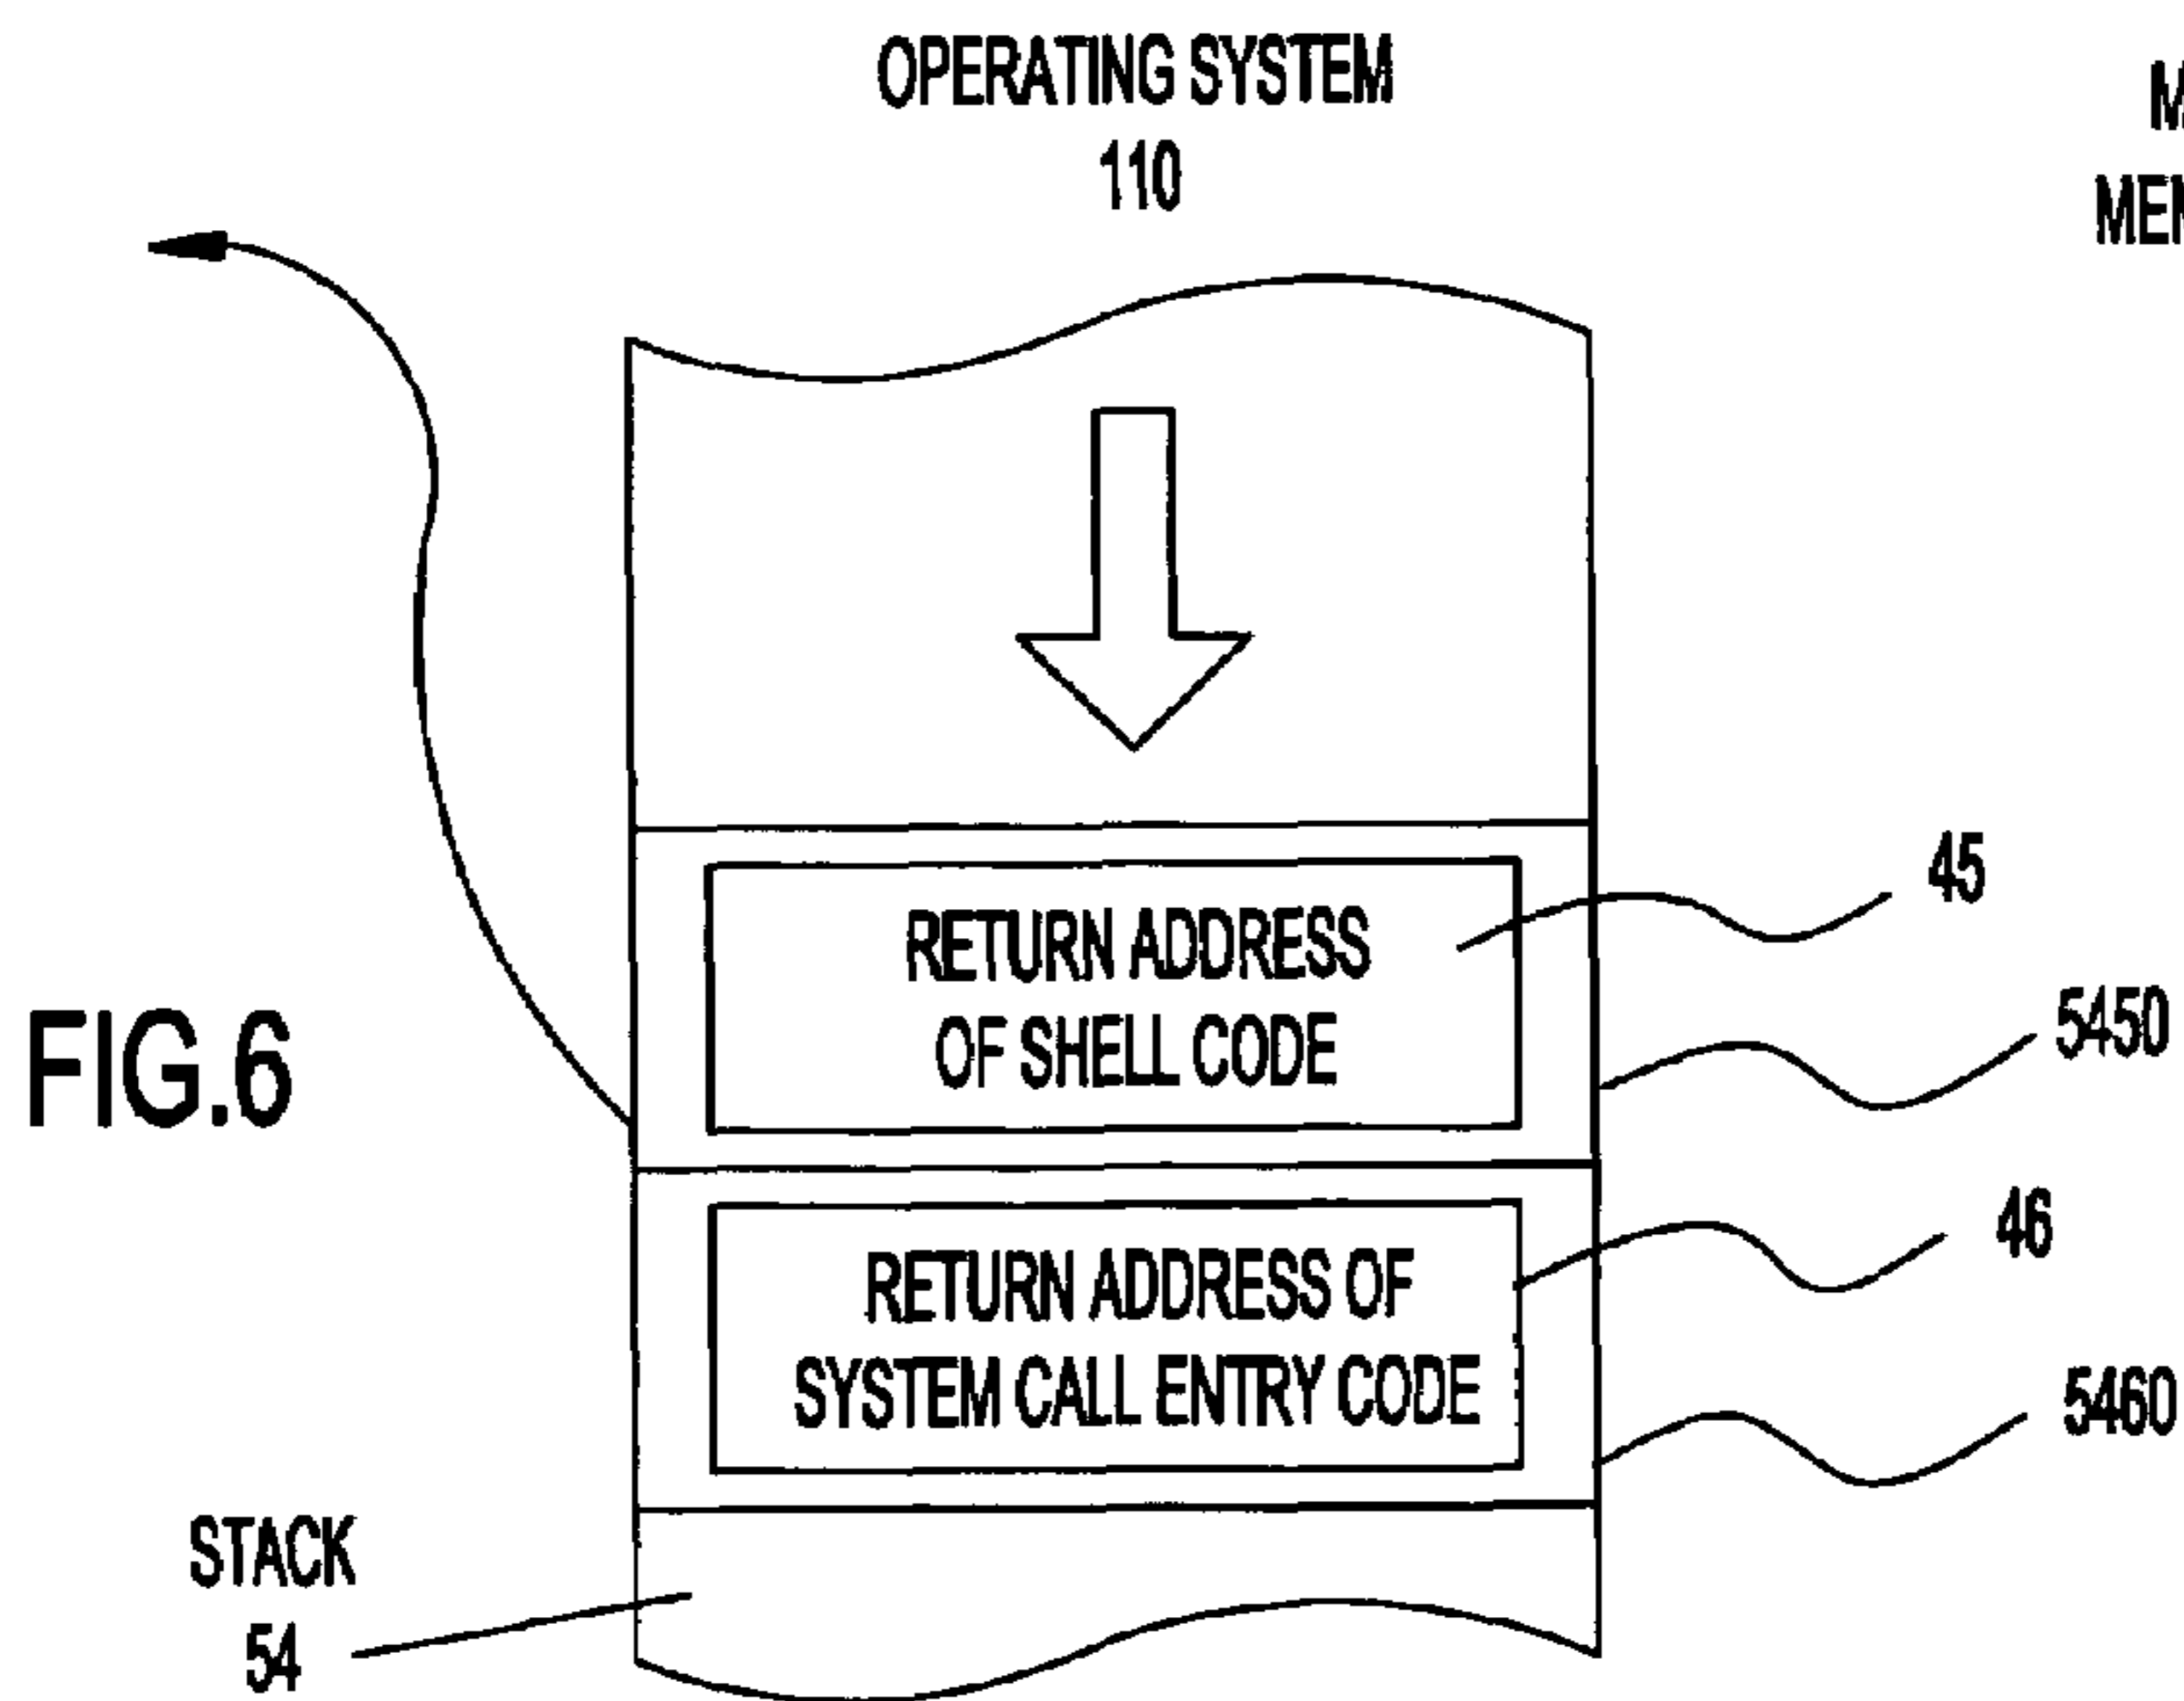 OPERATING SYSTEM
110
45
RETURN ADDRESS
OF SHELL CODE
5450
FIG.6
46
RETURN ADDRESS OF
SYSTEM CALL ENTRY CODE
5460
STACK
54